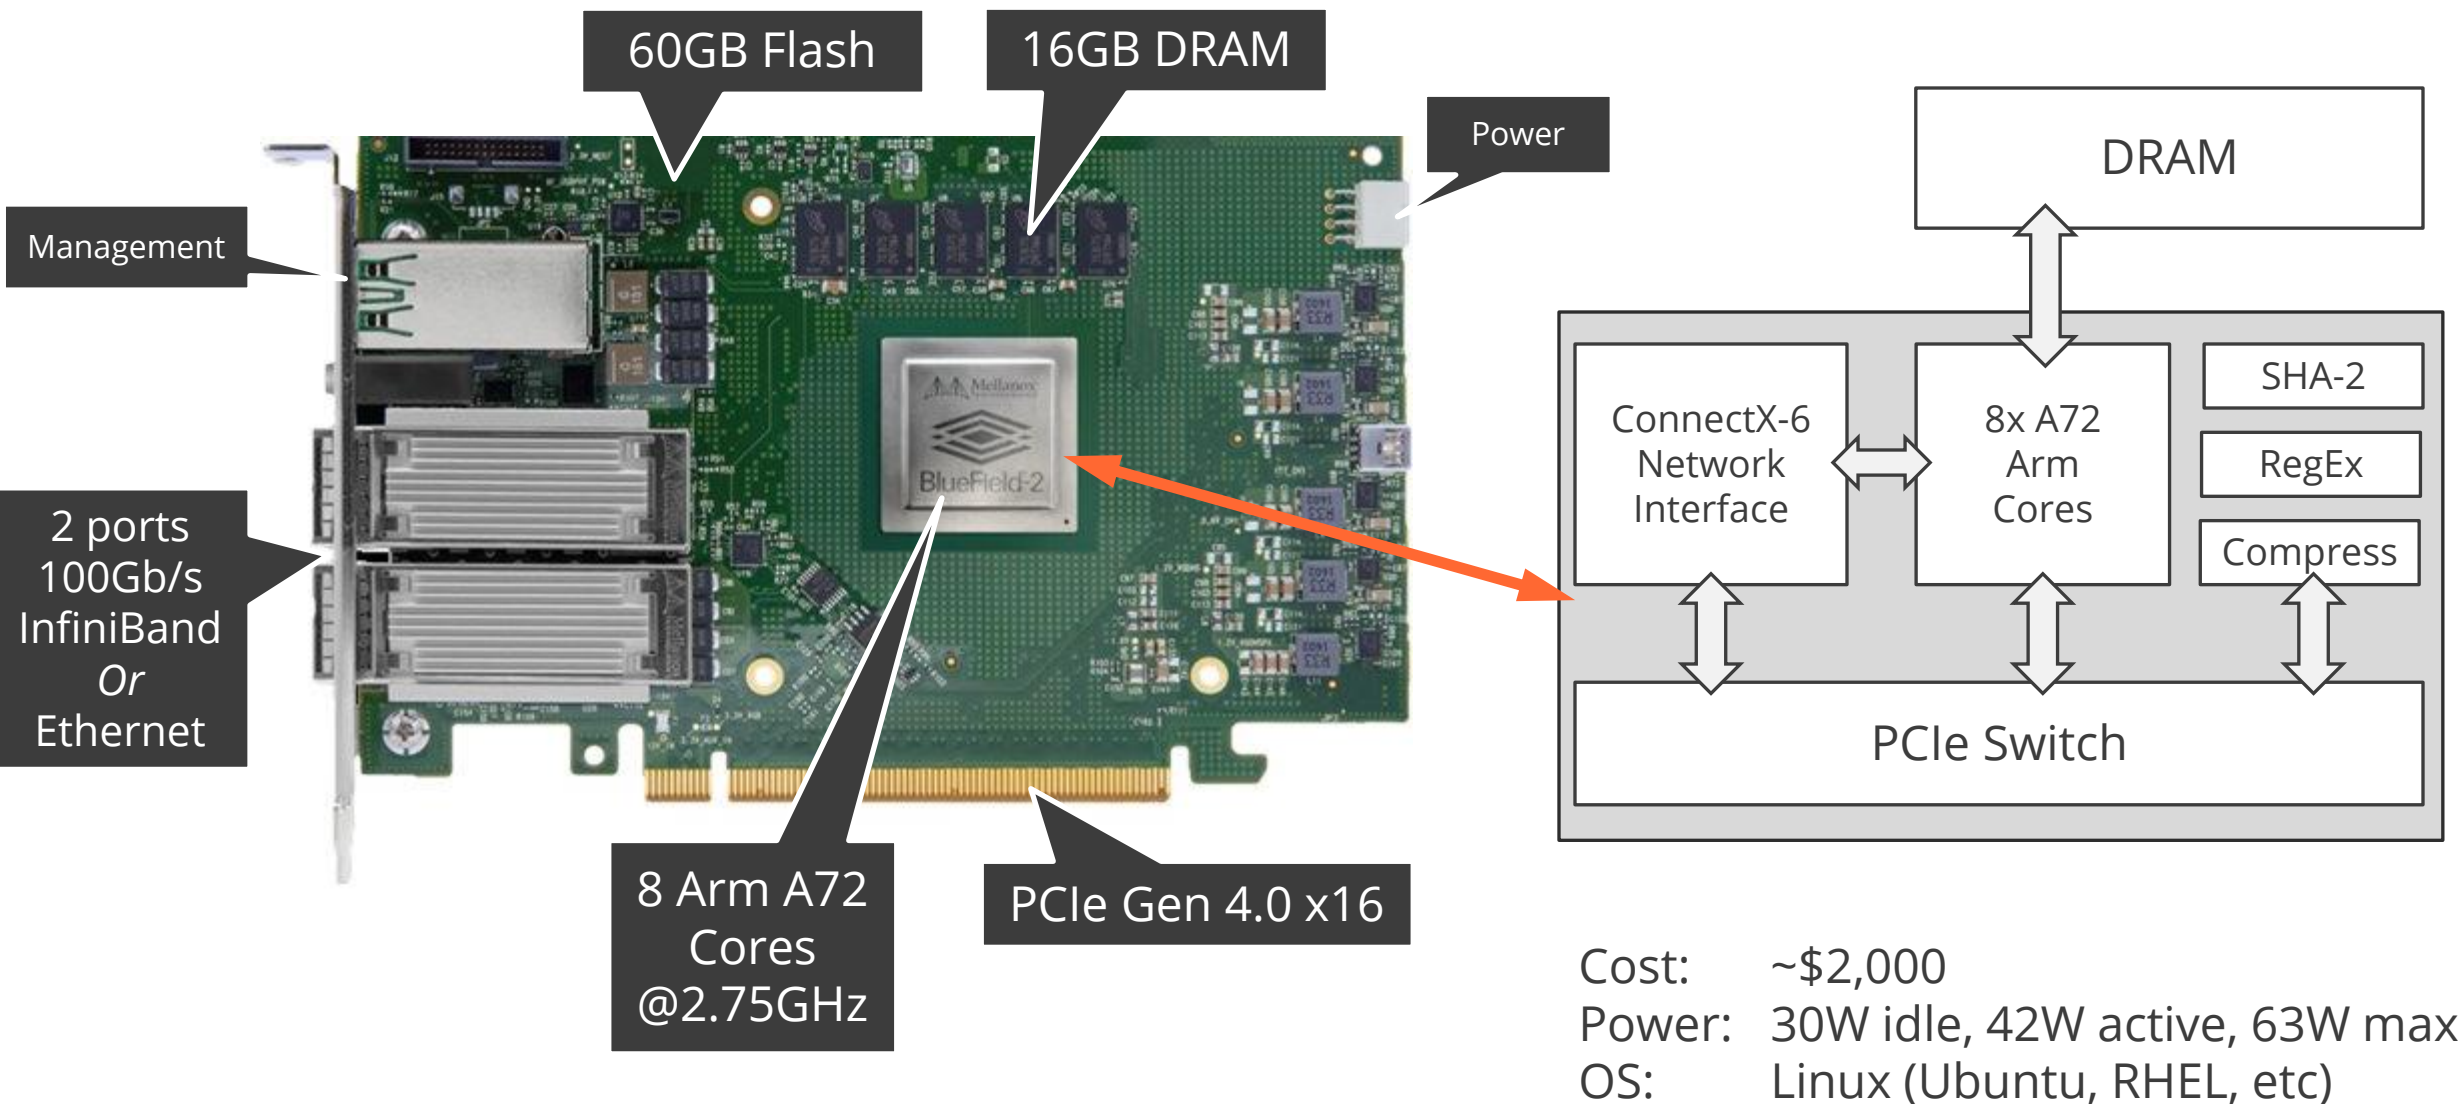 60GB Flash
16GB DRAM
Power
Management
2 ports
100Gb/s
InfiniBand
Or
Ethernet
Mellanox
BlueField-2
8 Arm A72
Cores
@2.75GHz
PCIe Gen 4.0 x16
DRAM
ConnectX-6
Network
Interface
8x A72
Arm
Cores
SHA-2
RegEx
Compress
PCIe Switch
Cost: ~$2,000
Power: 30W idle, 42W active, 63W max
OS: Linux (Ubuntu, RHEL, etc)